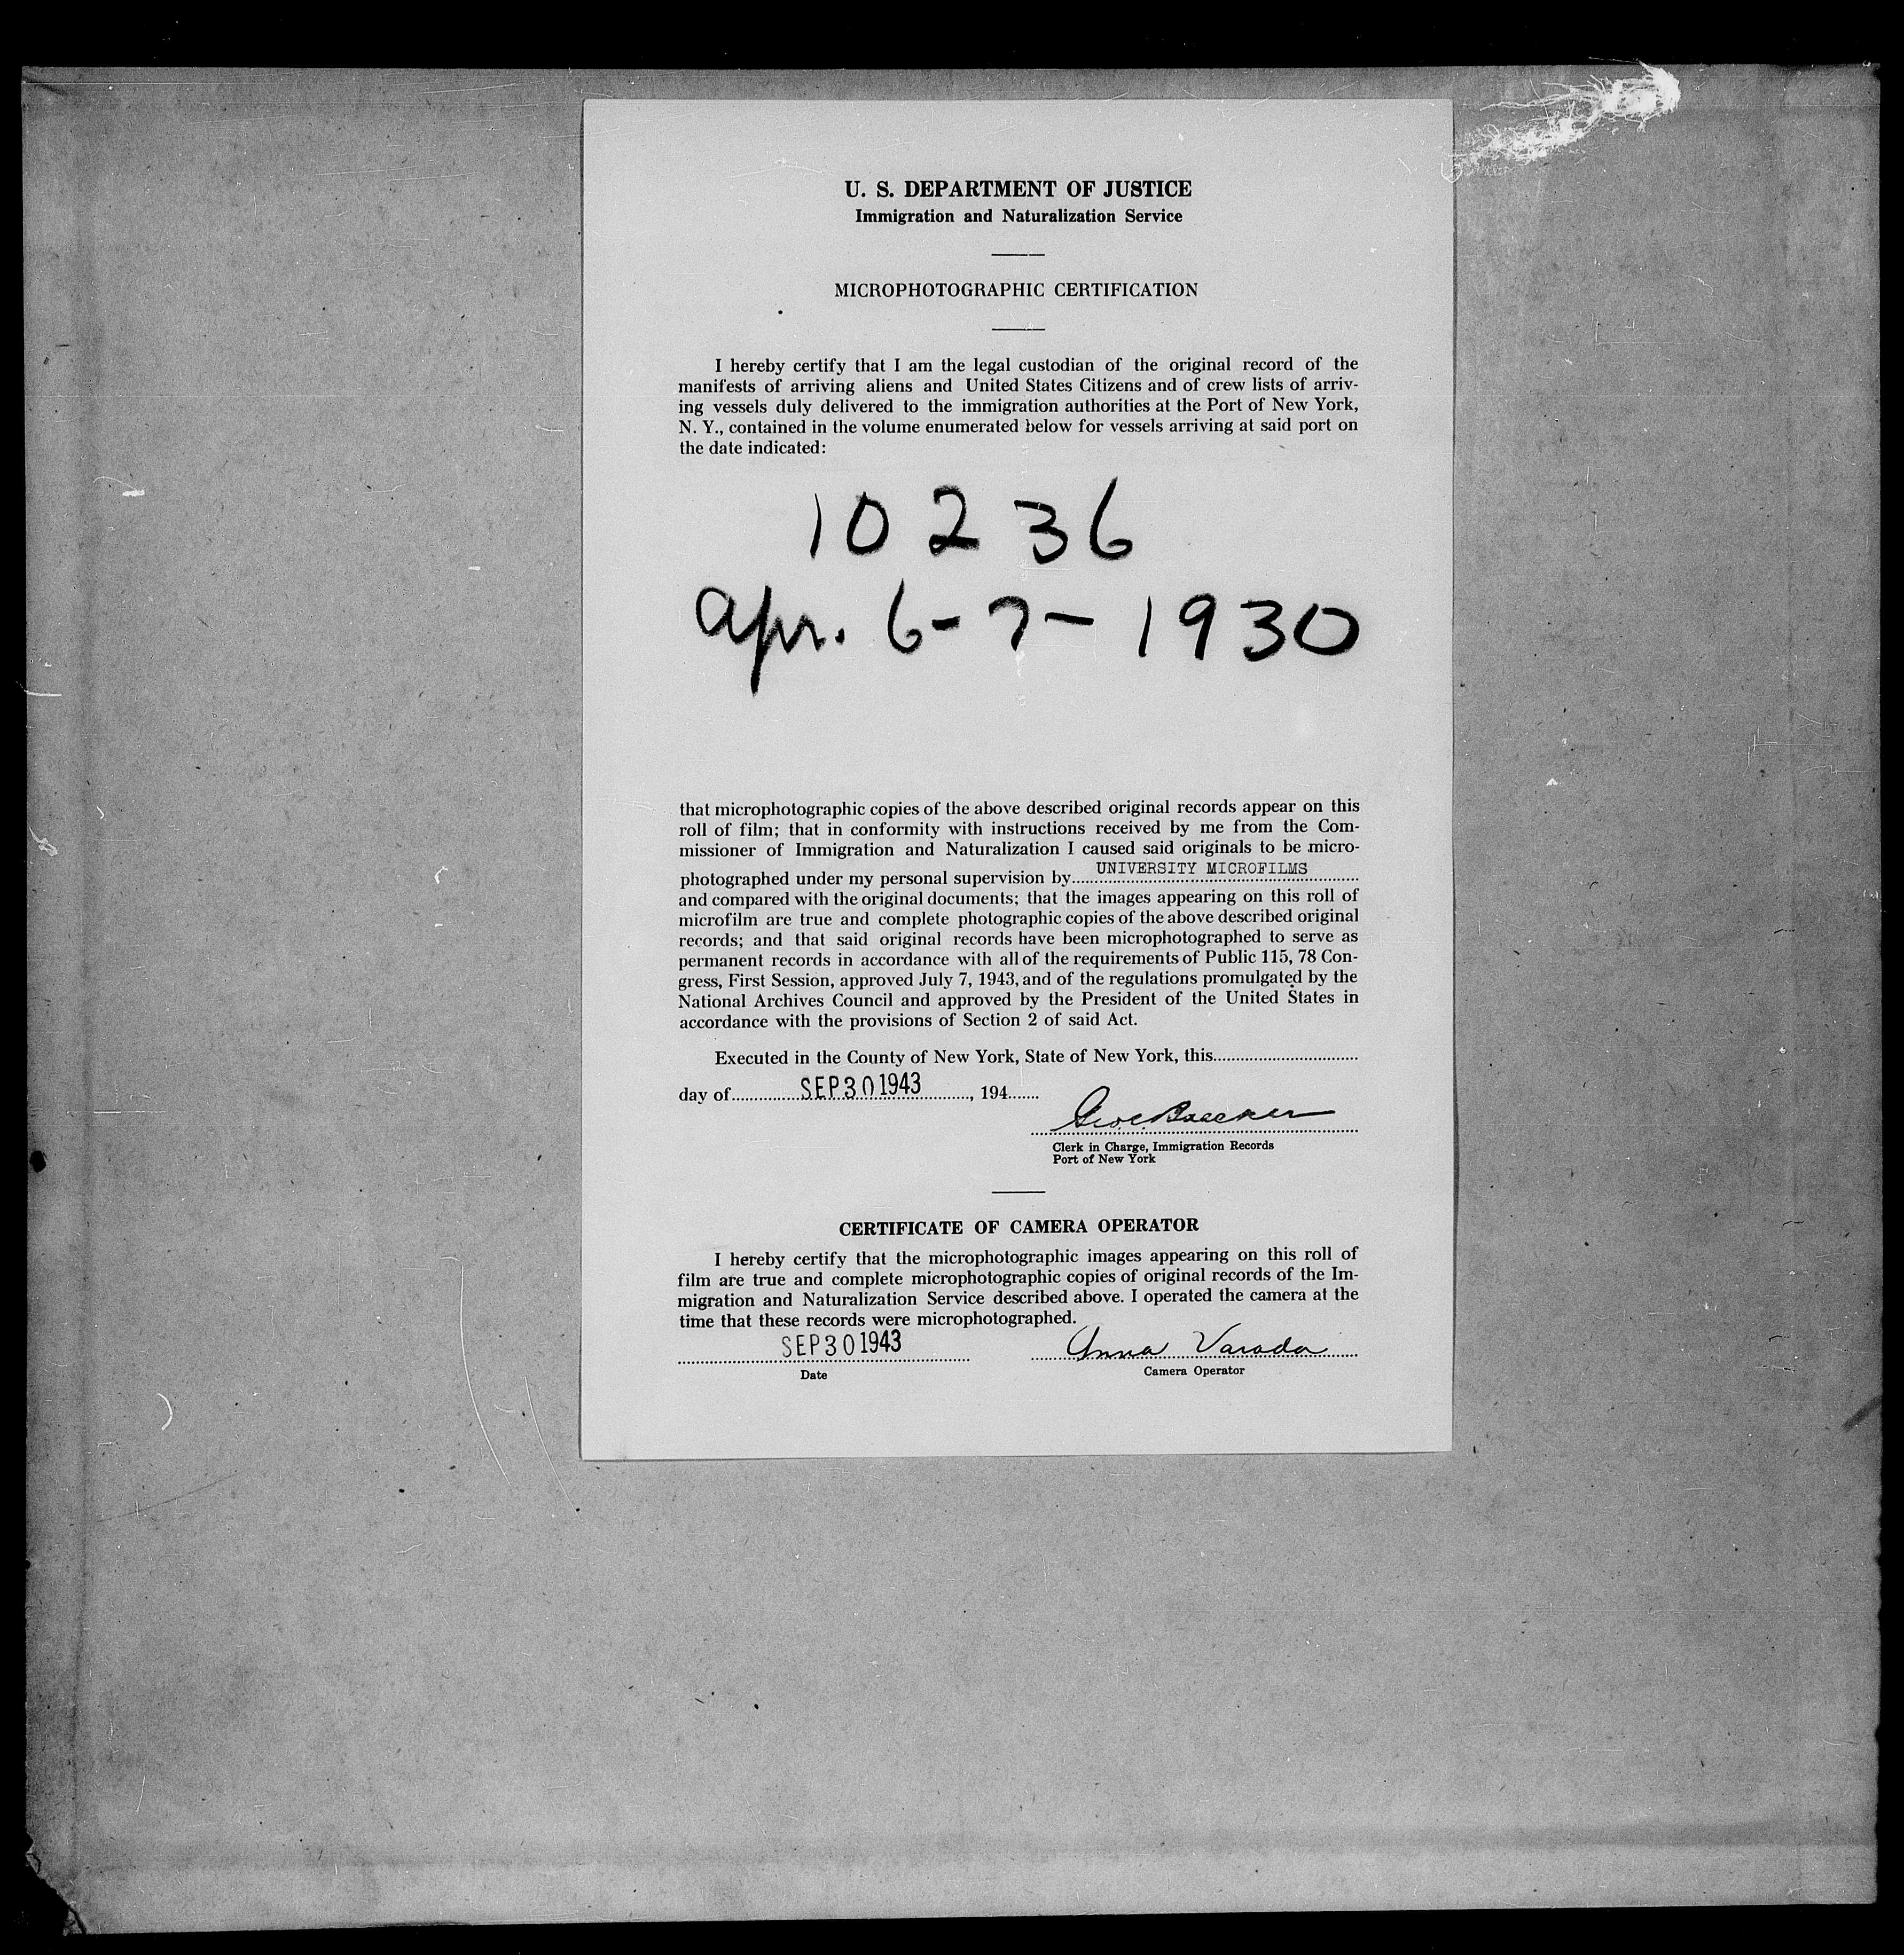 U. S. DEPARTMENT OF JUSTICE
Immigration and Naturalization Service
MICROPHOTOGRAPHIC CERTIFICATION
I hereby certify that I am the legal custodian of the original record of the
manifests of arriving aliens and United States Citizens and of crew lists of arriv-
ing vessels duly delivered to the immigration authorities at the Port of New York,
N. Y., contained in the volume enumerated below for vessels arriving at said port on
the date indicated:
10236
Apr. 6-7-1930
that microphotographic copies of the above described original records appear on this
roll of film; that in conformity with instructions received by me from the Com-
missioner of Immigration and Naturalization I caused said originals to be micro-
photographed under my personal supervision by UNIVERSITY MICROFILMS
and compared with the original documents; that the images appearing on this roll of
microfilm are true and complete photographic copies of the above described original
records; and that said original records have been microphotographed to serve as
permanent records in accordance with all of the requirements of Public 115, 78 Con-
gress, First Session, approved July 7, 1943, and of the regulations promulgated by the
National Archives Council and approved by the President of the United States in
accordance with the provisions of Section 2 of said Act.
Executed in the County of New York, State of New York, this
day of SEP 30 1943, 194
Geo. C. Baecker
Clerk in Charge, Immigration Records
Port of New York
CERTIFICATE OF CAMERA OPERATOR
I hereby certify that the microphotographic images appearing on this roll of
film are true and complete microphotographic copies of original records of the Im-
migration and Naturalization Service described above. I operated the camera at the
time that these records were microphotographed.
SEP 30 1943 Anna Varada
Date Camera Operator